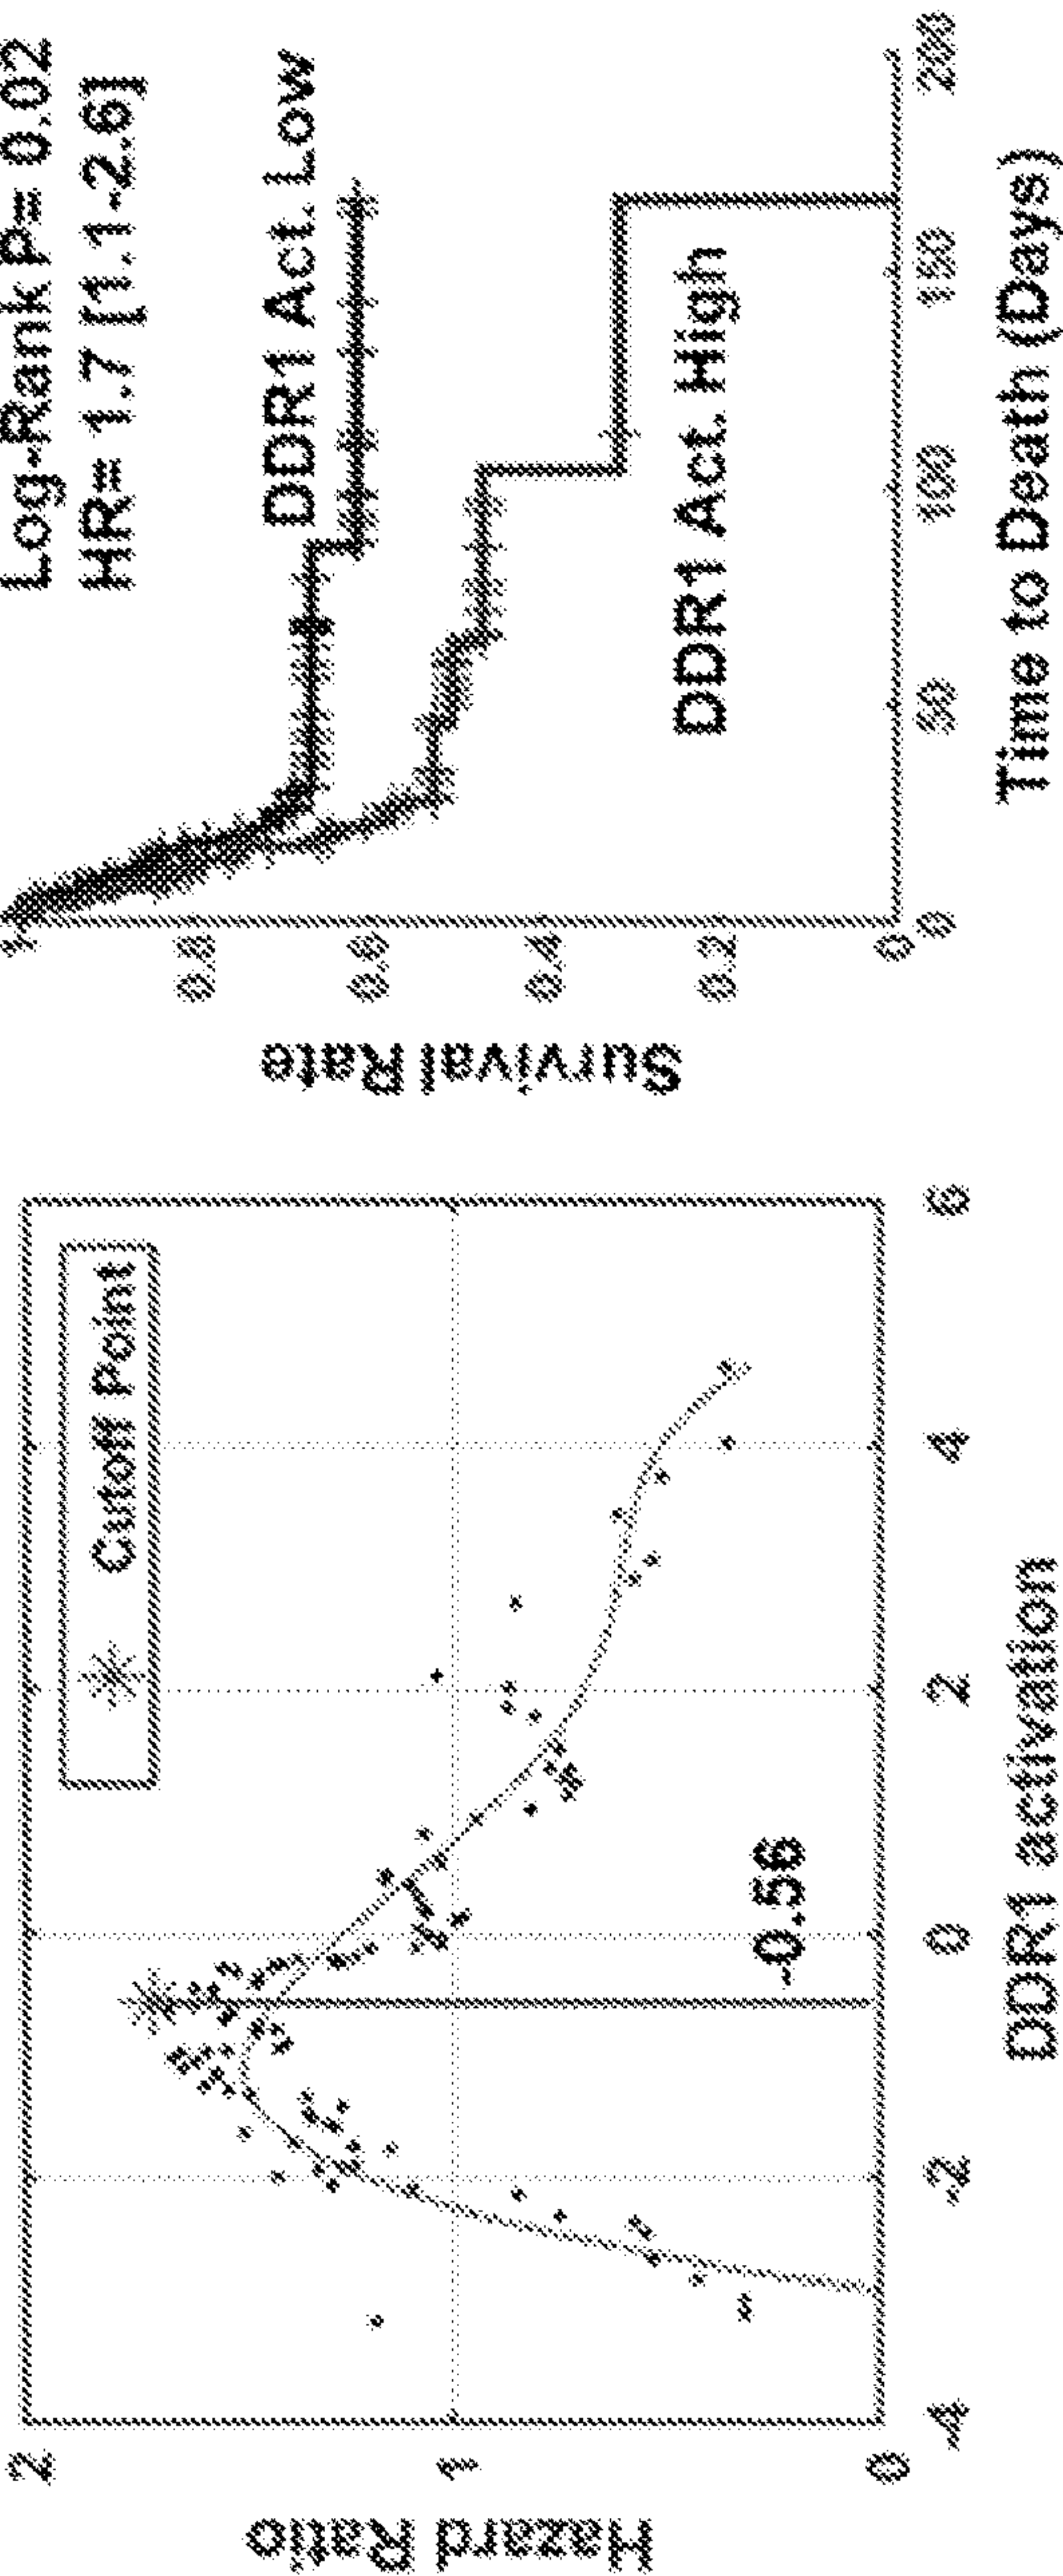 Hazard Ratio
2
1
0
Cutoff Point
-0.56
-4
-2
0
2
4
6
DDR1 activation
Survival Rate
1
0.8
0.6
0.4
0.2
0
Log-Rank P= 0.02
HR= 1.7 [1.1-2.6]
DDR1 Act. Low
DDR1 Act. High
0
50
100
150
200
Time to Death (Days)